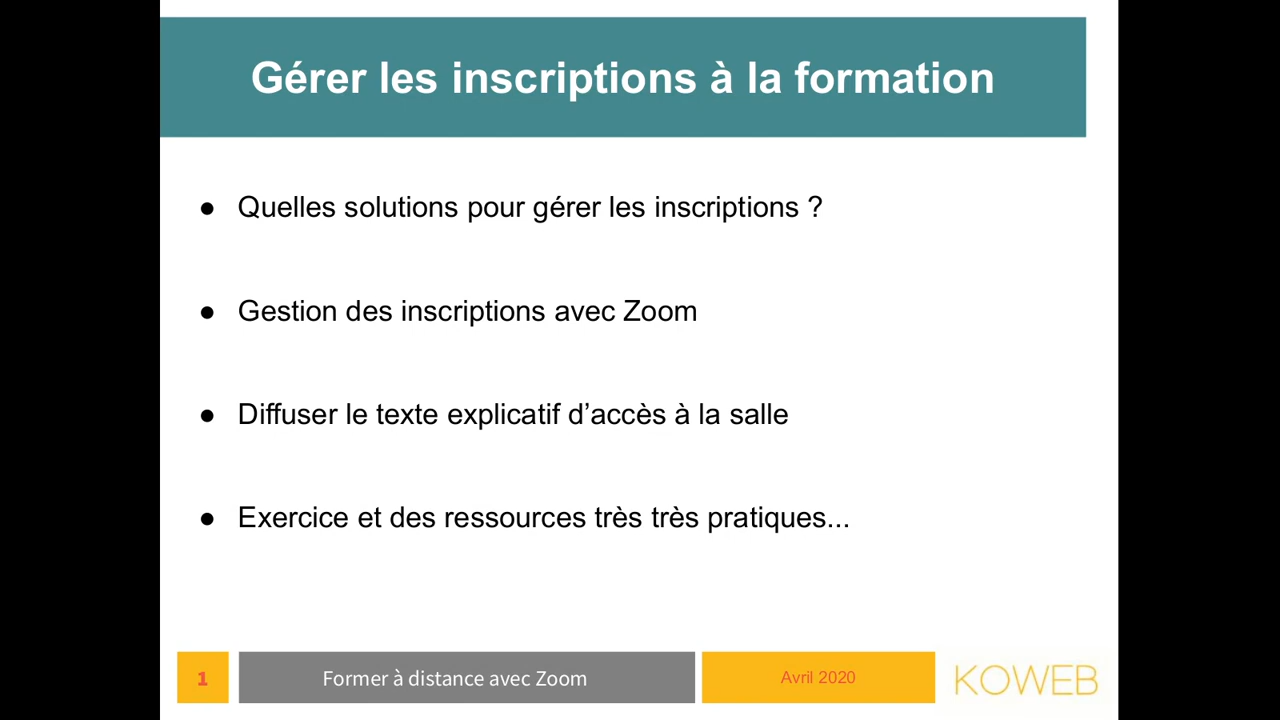 Gérer les inscriptions à la formation
● Quelles solutions pour gérer les inscriptions ?
● Gestion des inscriptions avec Zoom
● Diffuser le texte explicatif d’accès à la salle
● Exercice et des ressources très très pratiques...
1 Former à distance avec Zoom Avril 2020 KOWEB